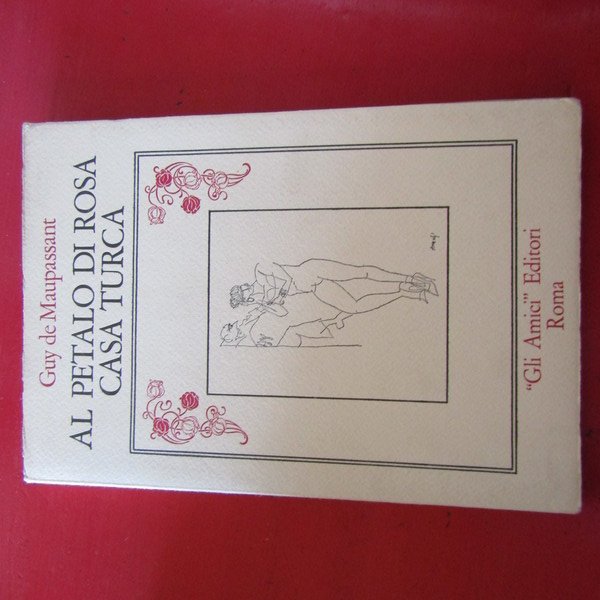 Guy de Maupassant
AL PETALO DI ROSA
CASA TURCA
“Gli Amici” Editori
Roma